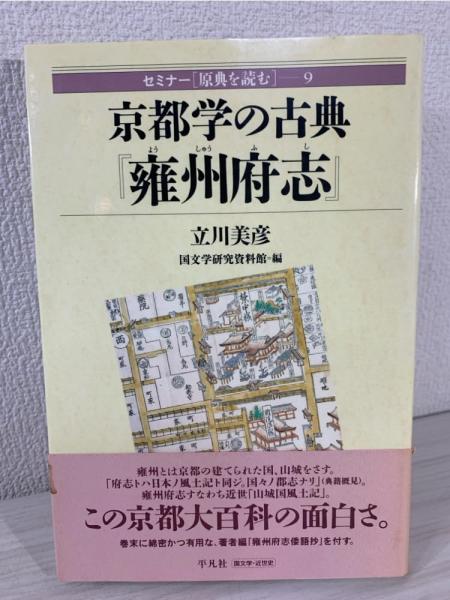 セミナー[原典を読む]——9
京都学の古典
『雍州府志』
ようしゅうふし
立川美彦
国文学研究資料館=編
雍州とは京都の建てられた国、山城をさす。
「府志トハ日本ノ風土記ト同ジ。国々ノ郡志ナリ」(典籍概見)。
雍州府志すなわち近世「山城国風土記」。
この京都大百科の面白さ。
巻末に綿密かつ有用な、著者編「雍州府志倭語抄」を付す。
平凡社
国文学・近世史